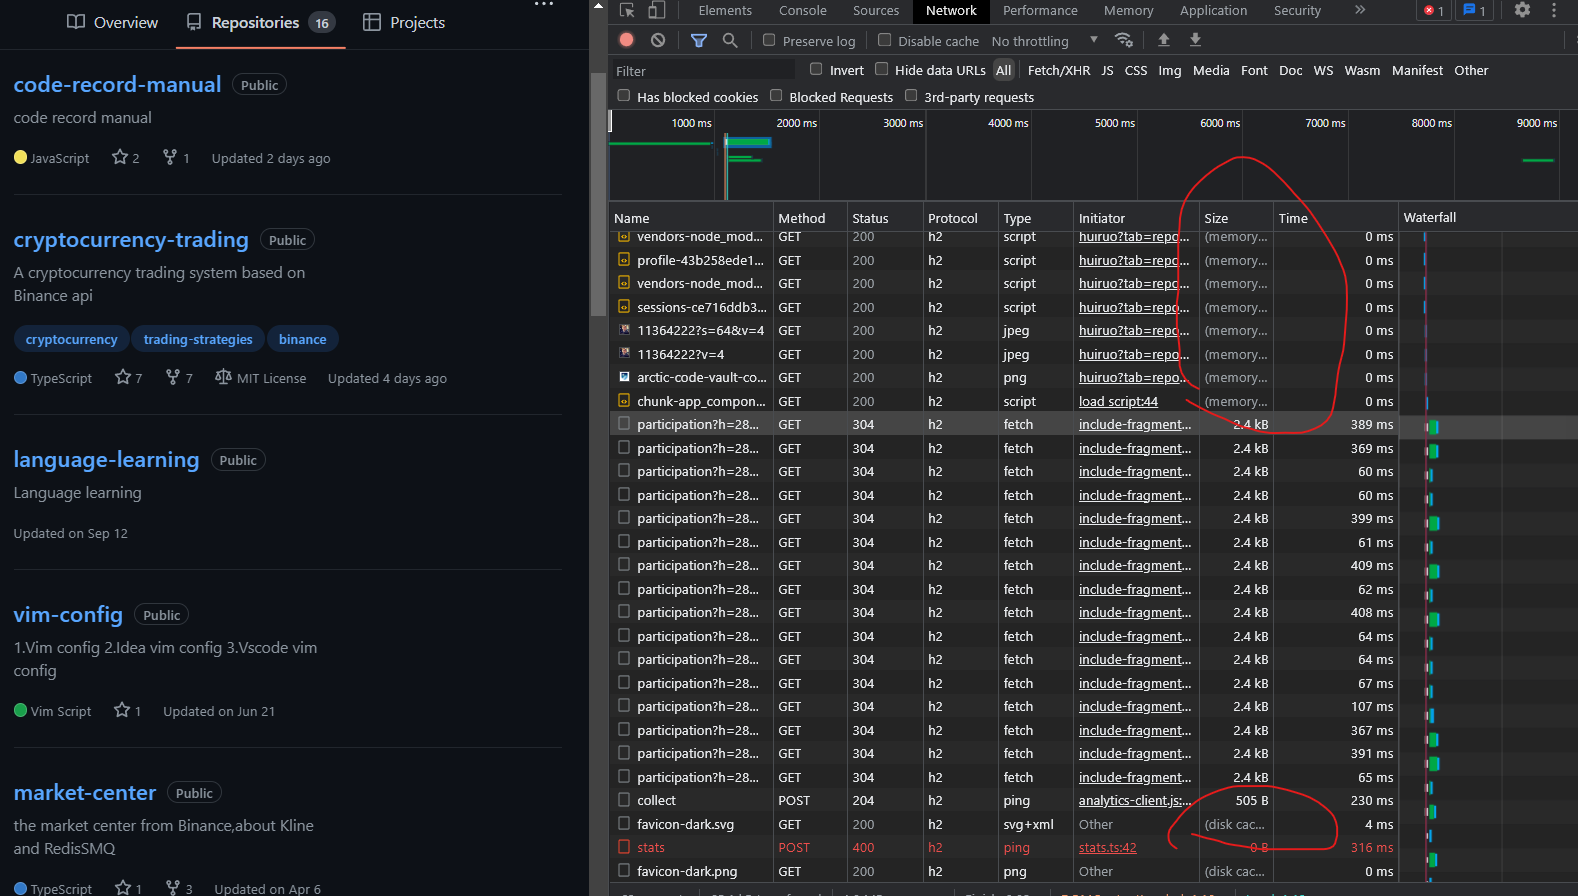 Overview Repositories 16 Projects
code-record-manual Public
code record manual
JavaScript 2 1 Updated 2 days ago
cryptocurrency-trading Public
A cryptocurrency trading system based on
Binance api
cryptocurrency trading-strategies binance
TypeScript 7 7 MIT License Updated 4 days ago
language-learning Public
Language learning
Updated on Sep 12
vim-config Public
1.Vim config 2.Idea vim config 3.Vscode vim
config
Vim Script 1 Updated on Jun 21
market-center Public
the market center from Binance,about Kline
and RedisSMQ
TypeScript 1 3 Updated on Apr 6
Elements Console Sources Network Performance Memory Application Security 1 1
Preserve log Disable cache No throttling
Filter Invert Hide data URLs All Fetch/XHR JS CSS Img Media Font Doc WS Wasm Manifest Other
Has blocked cookies Blocked Requests 3rd-party requests
1000 ms 2000 ms 3000 ms 4000 ms 5000 ms 6000 ms 7000 ms 8000 ms 9000 ms
Name Method Status Protocol Type Initiator Size Time Waterfall
vendors-node_mod... GET 200 h2 script huiruo?tab=repo... (memory... 0 ms
profile-43b258ede1... GET 200 h2 script huiruo?tab=repo... (memory... 0 ms
vendors-node_mod... GET 200 h2 script huiruo?tab=repo... (memory... 0 ms
sessions-ce716ddb3... GET 200 h2 script huiruo?tab=repo... (memory... 0 ms
11364222?s=64&v=4 GET 200 h2 jpeg huiruo?tab=repo... (memory... 0 ms
11364222?v=4 GET 200 h2 jpeg huiruo?tab=repo... (memory... 0 ms
arctic-code-vault-co... GET 200 h2 png huiruo?tab=repo... (memory... 0 ms
chunk-app_compon... GET 200 h2 script load script:44 (memory... 0 ms
participation?h=28... GET 304 h2 fetch include-fragment... 2.4 kB 389 ms
participation?h=28... GET 304 h2 fetch include-fragment... 2.4 kB 369 ms
participation?h=28... GET 304 h2 fetch include-fragment... 2.4 kB 60 ms
participation?h=28... GET 304 h2 fetch include-fragment... 2.4 kB 60 ms
participation?h=28... GET 304 h2 fetch include-fragment... 2.4 kB 399 ms
participation?h=28... GET 304 h2 fetch include-fragment... 2.4 kB 61 ms
participation?h=28... GET 304 h2 fetch include-fragment... 2.4 kB 409 ms
participation?h=28... GET 304 h2 fetch include-fragment... 2.4 kB 62 ms
participation?h=28... GET 304 h2 fetch include-fragment... 2.4 kB 408 ms
participation?h=28... GET 304 h2 fetch include-fragment... 2.4 kB 64 ms
participation?h=28... GET 304 h2 fetch include-fragment... 2.4 kB 64 ms
participation?h=28... GET 304 h2 fetch include-fragment... 2.4 kB 67 ms
participation?h=28... GET 304 h2 fetch include-fragment... 2.4 kB 107 ms
participation?h=28... GET 304 h2 fetch include-fragment... 2.4 kB 367 ms
participation?h=28... GET 304 h2 fetch include-fragment... 2.4 kB 391 ms
participation?h=28... GET 304 h2 fetch include-fragment... 2.4 kB 65 ms
collect POST 204 h2 ping analytics-client.js:... 505 B 230 ms
favicon-dark.svg GET 200 h2 svg+xml Other (disk cac... 4 ms
stats POST 400 h2 ping stats.ts:42 0 B 316 ms
favicon-dark.png GET 200 h2 png Other (disk cac... 0 ms